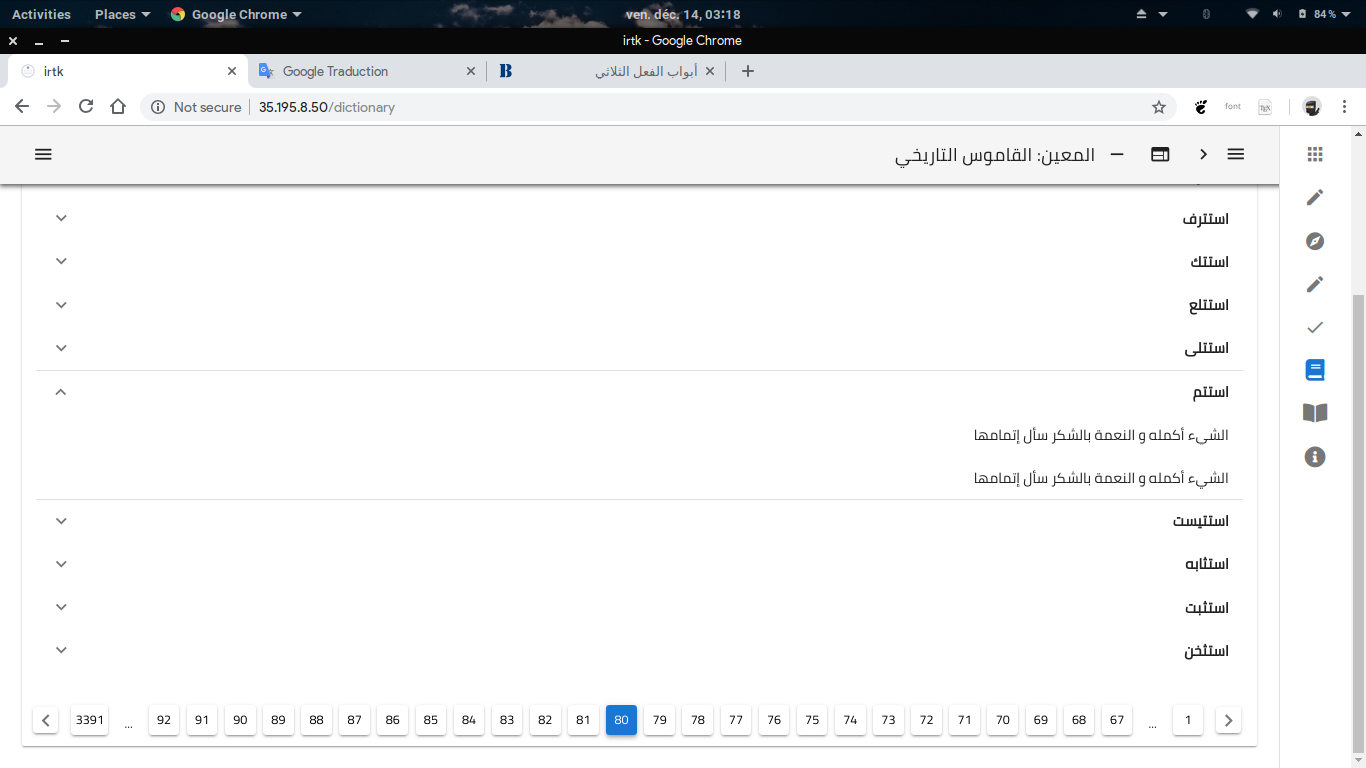 Activities Places Google Chrome ven. déc. 14, 03:18 84 %
irtk - Google Chrome
irtk Google Traduction أبواب الفعل الثلاثي
Not secure 35.195.8.50/dictionary font
المعين: القاموس التاريخي
استترف
استتك
استتلع
استتلى
استتم
الشيء أكمله و النعمة بالشكر سأل إتمامها
الشيء أكمله و النعمة بالشكر سأل إتمامها
استتيست
استثابه
استثبت
استثخن
3391 ... 92 91 90 89 88 87 86 85 84 83 82 81 80 79 78 77 76 75 74 73 72 71 70 69 68 67 ... 1